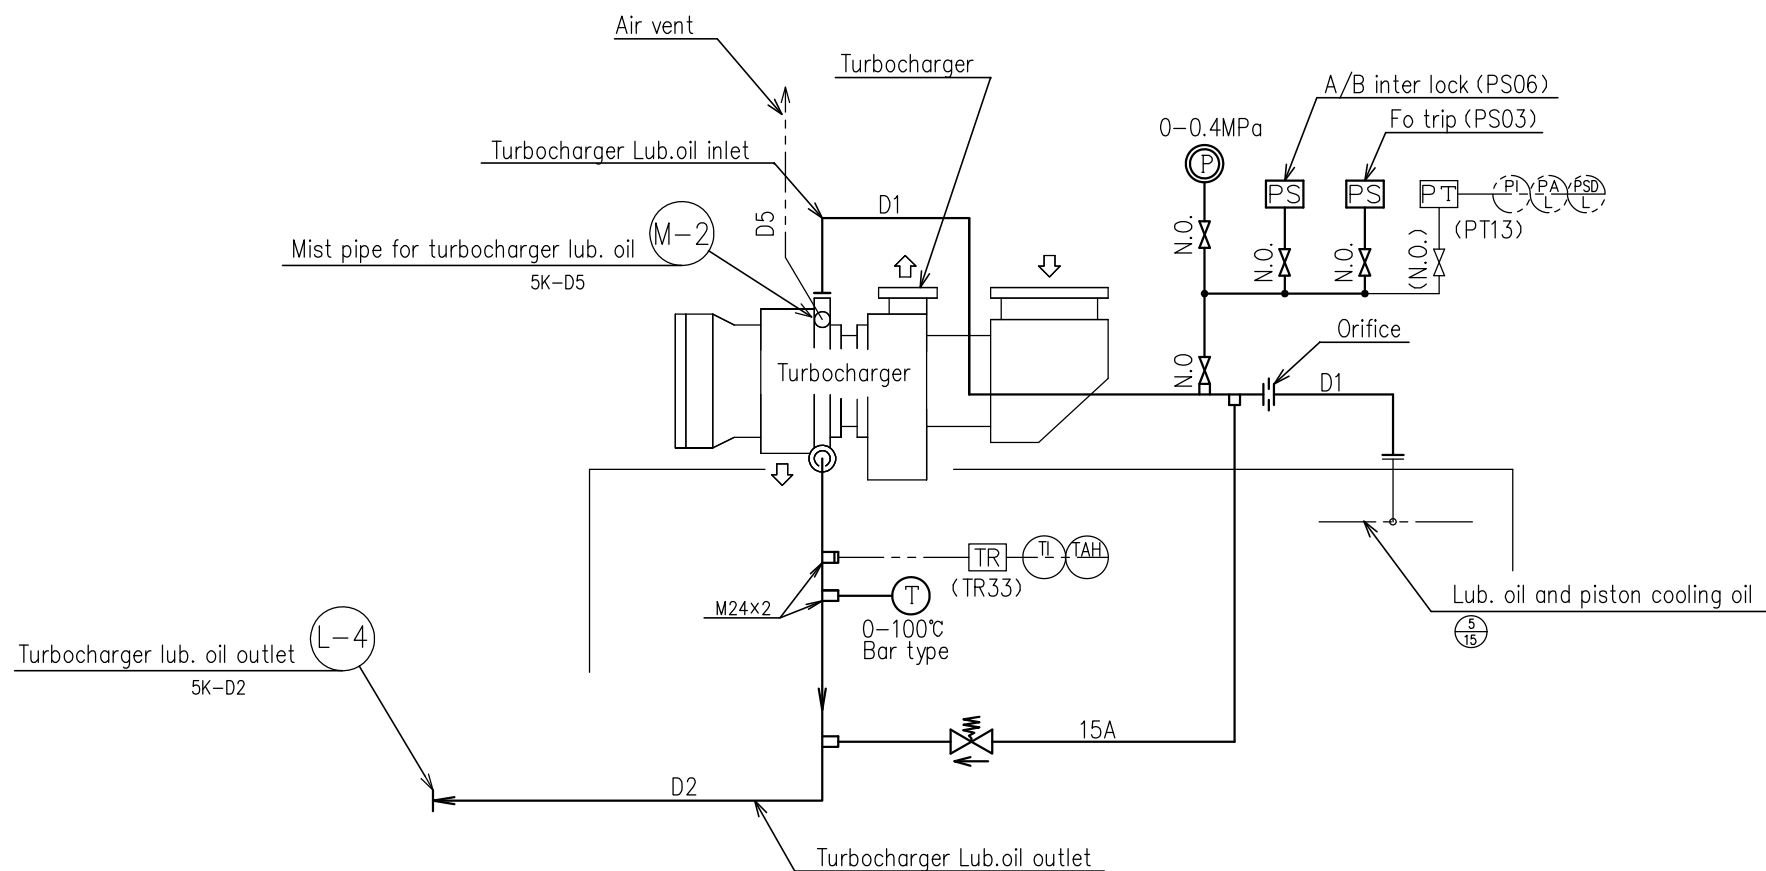 Air vent
Turbocharger
A/B inter lock (PS06)
Fo trip (PS03)
0-0.4MPa
Turbocharger Lub.oil inlet
P
PS
PS
PT
PI
PA
L
PSD
L
(PT13)
D1
D5
M-2
N.O.
N.O.
N.O.
(N.O.)
Mist pipe for turbocharger lub. oil
5K-D5
Orifice
N.O
Turbocharger
D1
TR
TI
TAH
(TR33)
M24×2
T
0-100℃
Bar type
Lub. oil and piston cooling oil
5
15
L-4
Turbocharger lub. oil outlet
5K-D2
15A
D2
Turbocharger Lub.oil outlet